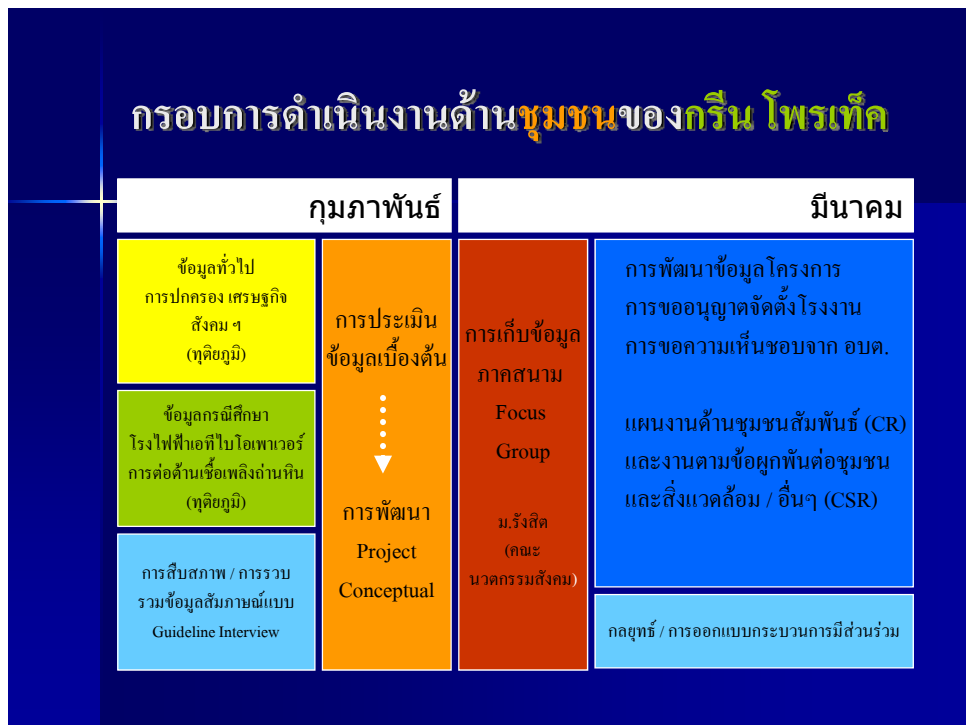 กรอบการดำเนินงานด้านชุมชนของกรีน โพรเท็ค
กุมภาพันธ์
มีนาคม
ข้อมูลทั่วไป
การปกครอง เศรษฐกิจ
สังคม ฯ
(ทุติยภูมิ)
ข้อมูลกรณีศึกษา
โรงไฟฟ้าเอทีไบโอเพาเวอร์
การต่อต้านเชื้อเพลิงถ่านหิน
(ทุติยภูมิ)
การสืบสภาพ / การรวบ
รวมข้อมูลสัมภาษณ์แบบ
Guideline Interview
การประเมิน
ข้อมูลเบื้องต้น
การพัฒนา
Project
Conceptual
การเก็บข้อมูล
ภาคสนาม
Focus
Group
ม.รังสิต
(คณะ
นวตกรรมสังคม)
การพัฒนาข้อมูลโครงการ
การขออนุญาตจัดตั้งโรงงาน
การขอความเห็นชอบจาก อบต.
แผนงานด้านชุมชนสัมพันธ์ (CR)
และงานตามข้อผูกพันต่อชุมชน
และสิ่งแวดล้อม / อื่นๆ (CSR)
กลยุทธ์ / การออกแบบกระบวนการมีส่วนร่วม